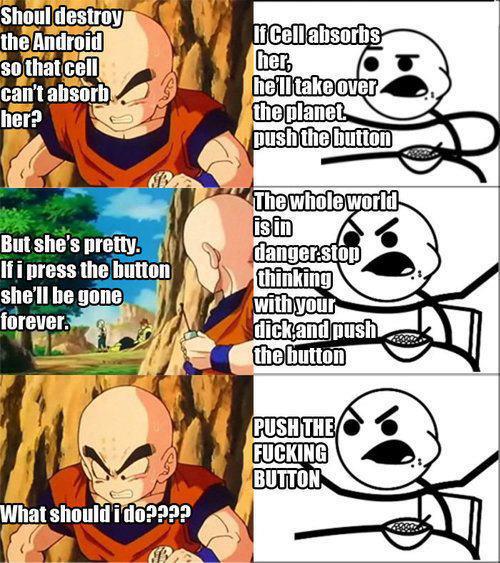 Shoul destroy
the Android
so that cell
can't absorb
her?
If Cell absorbs
her,
he'll take over
the planet.
push the button
But she's pretty.
If i press the button
she'll be gone
forever.
The whole world
is in
danger.stop
thinking
with your
dick,and push
the button
What should i do????
PUSH THE
FUCKING
BUTTON